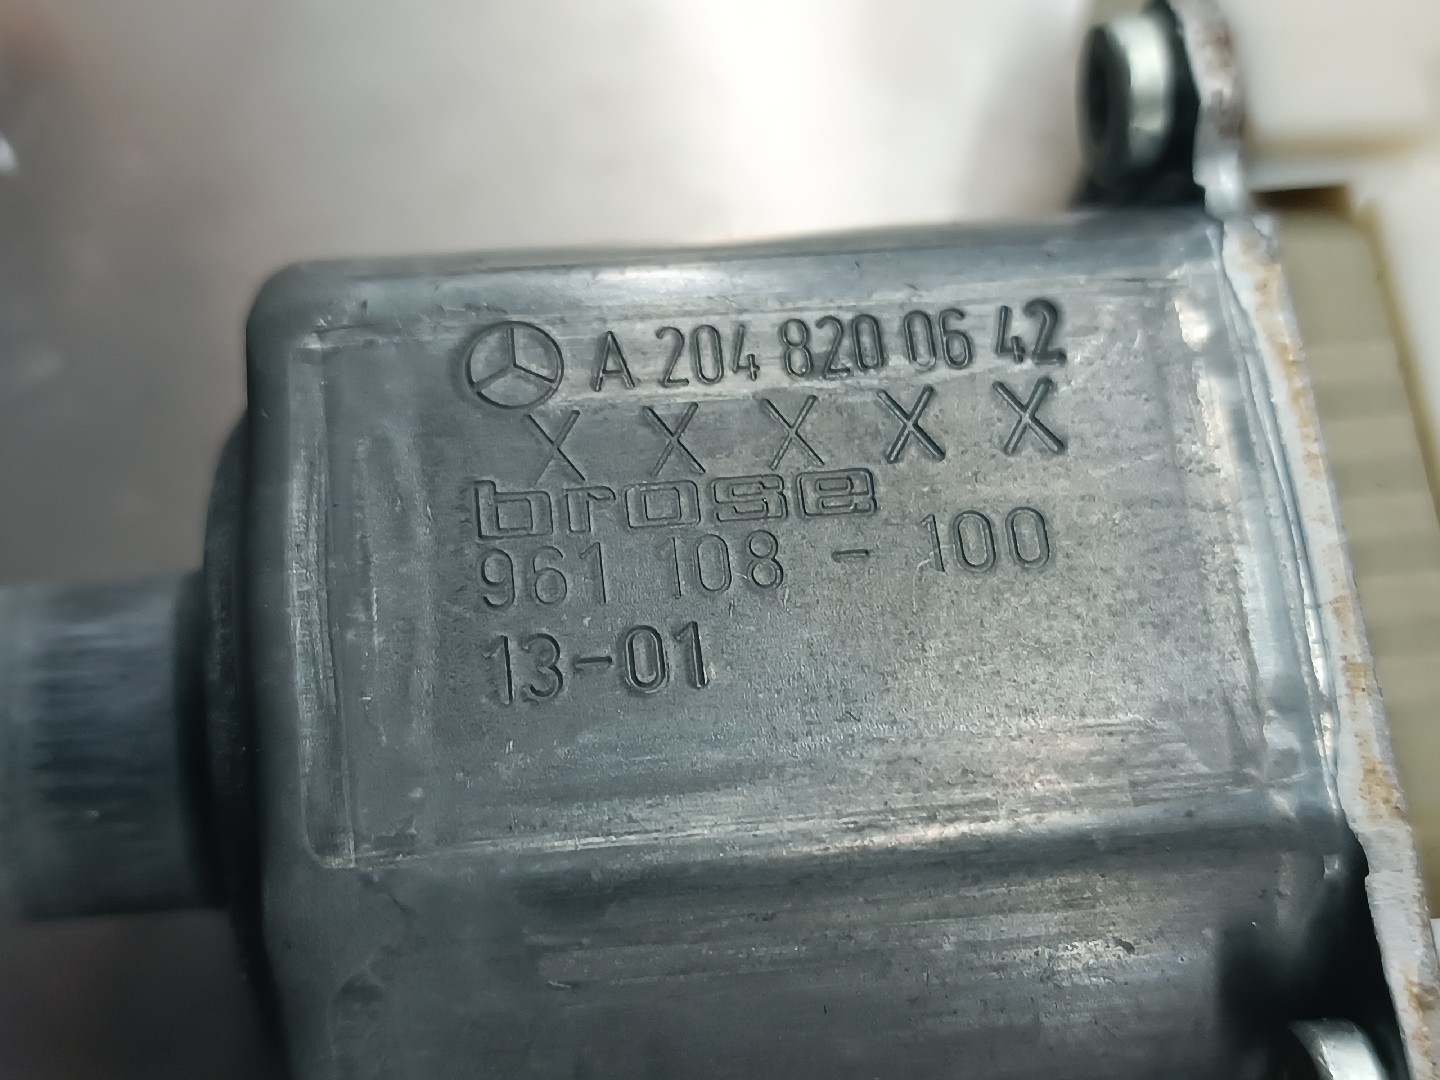 A 204 820 06 42
X X X X X
brose
961 108 - 100
13-01